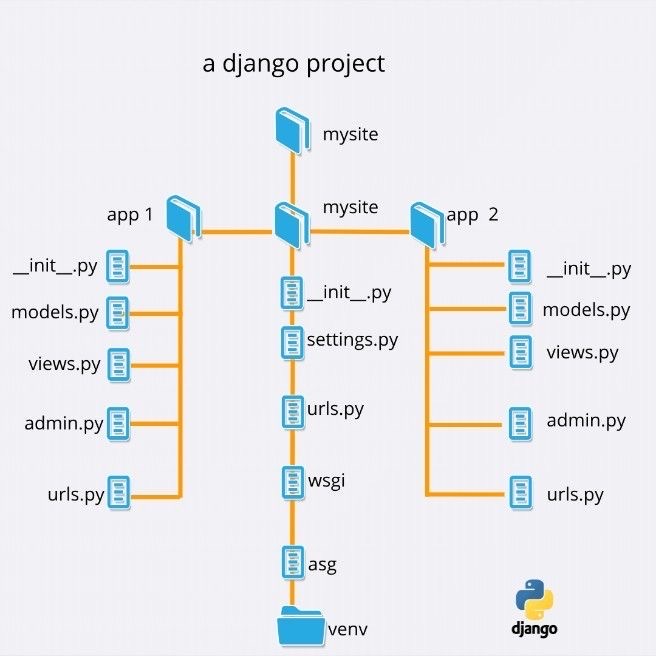 a django project
mysite
mysite
app 1
app 2
__init__.py
models.py
views.py
admin.py
urls.py
__init__.py
settings.py
urls.py
wsgi
asg
venv
__init__.py
models.py
views.py
admin.py
urls.py
django